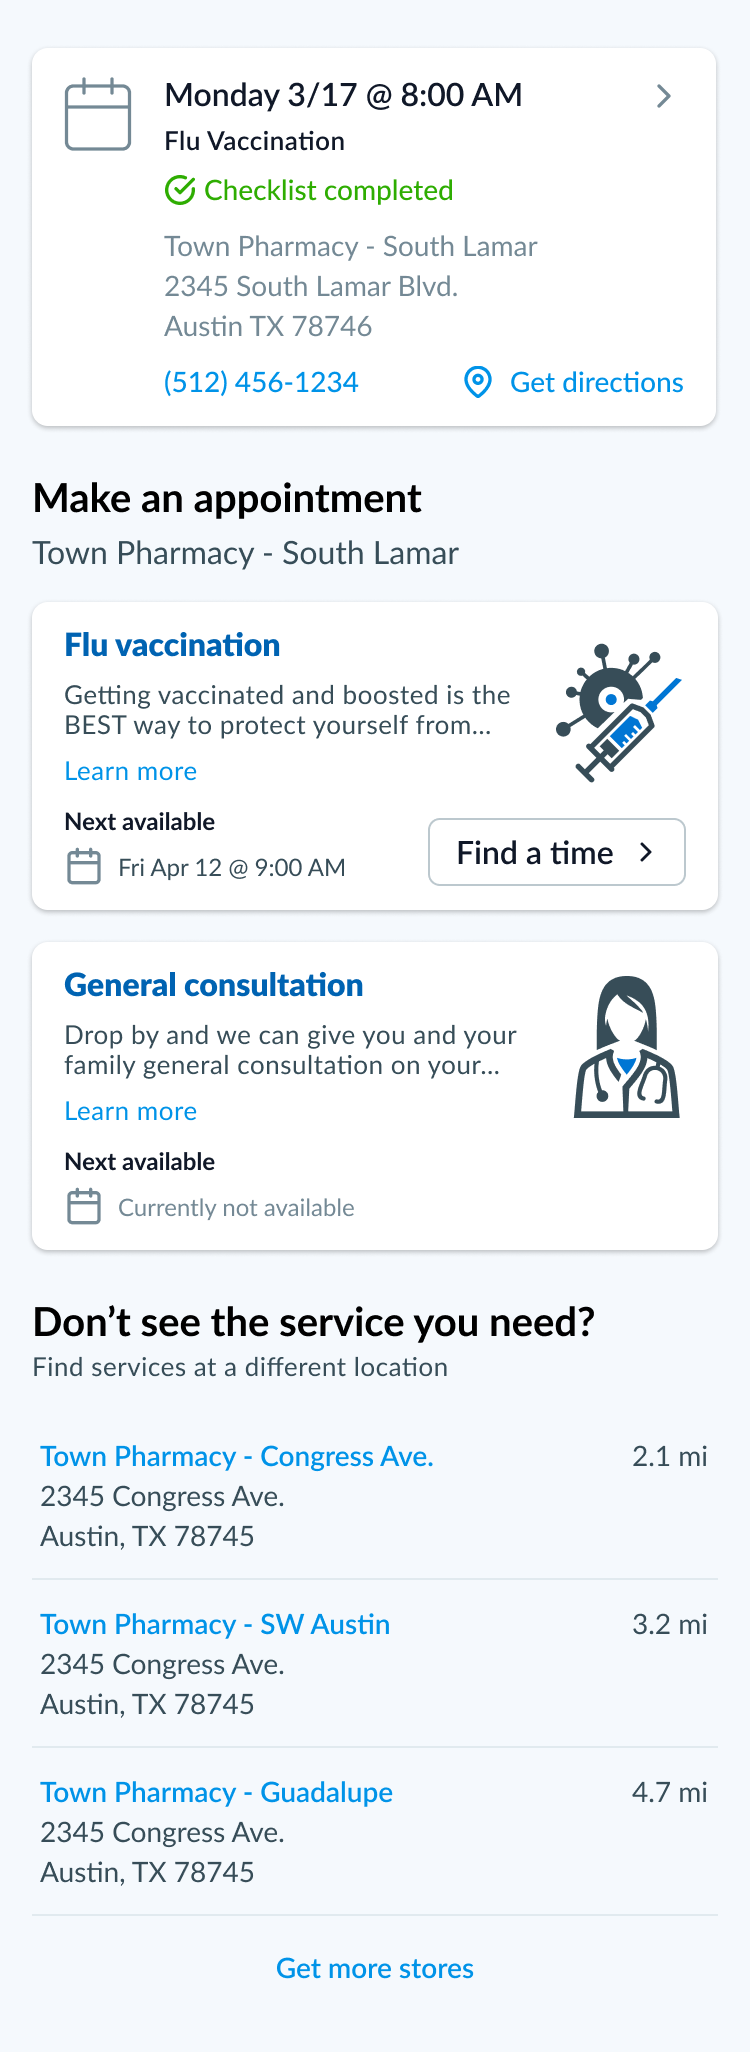 Monday 3/17 @ 8:00 AM
Flu Vaccination
Checklist completed
Town Pharmacy - South Lamar
2345 South Lamar Blvd.
Austin TX 78746
(512) 456-1234
Get directions
Make an appointment
Town Pharmacy - South Lamar
Flu vaccination
Getting vaccinated and boosted is the
BEST way to protect yourself from...
Learn more
Next available
Fri Apr 12 @ 9:00 AM
Find a time
General consultation
Drop by and we can give you and your
family general consultation on your...
Learn more
Next available
Currently not available
Don’t see the service you need?
Find services at a different location
Town Pharmacy - Congress Ave.
2.1 mi
2345 Congress Ave.
Austin, TX 78745
Town Pharmacy - SW Austin
3.2 mi
2345 Congress Ave.
Austin, TX 78745
Town Pharmacy - Guadalupe
4.7 mi
2345 Congress Ave.
Austin, TX 78745
Get more stores